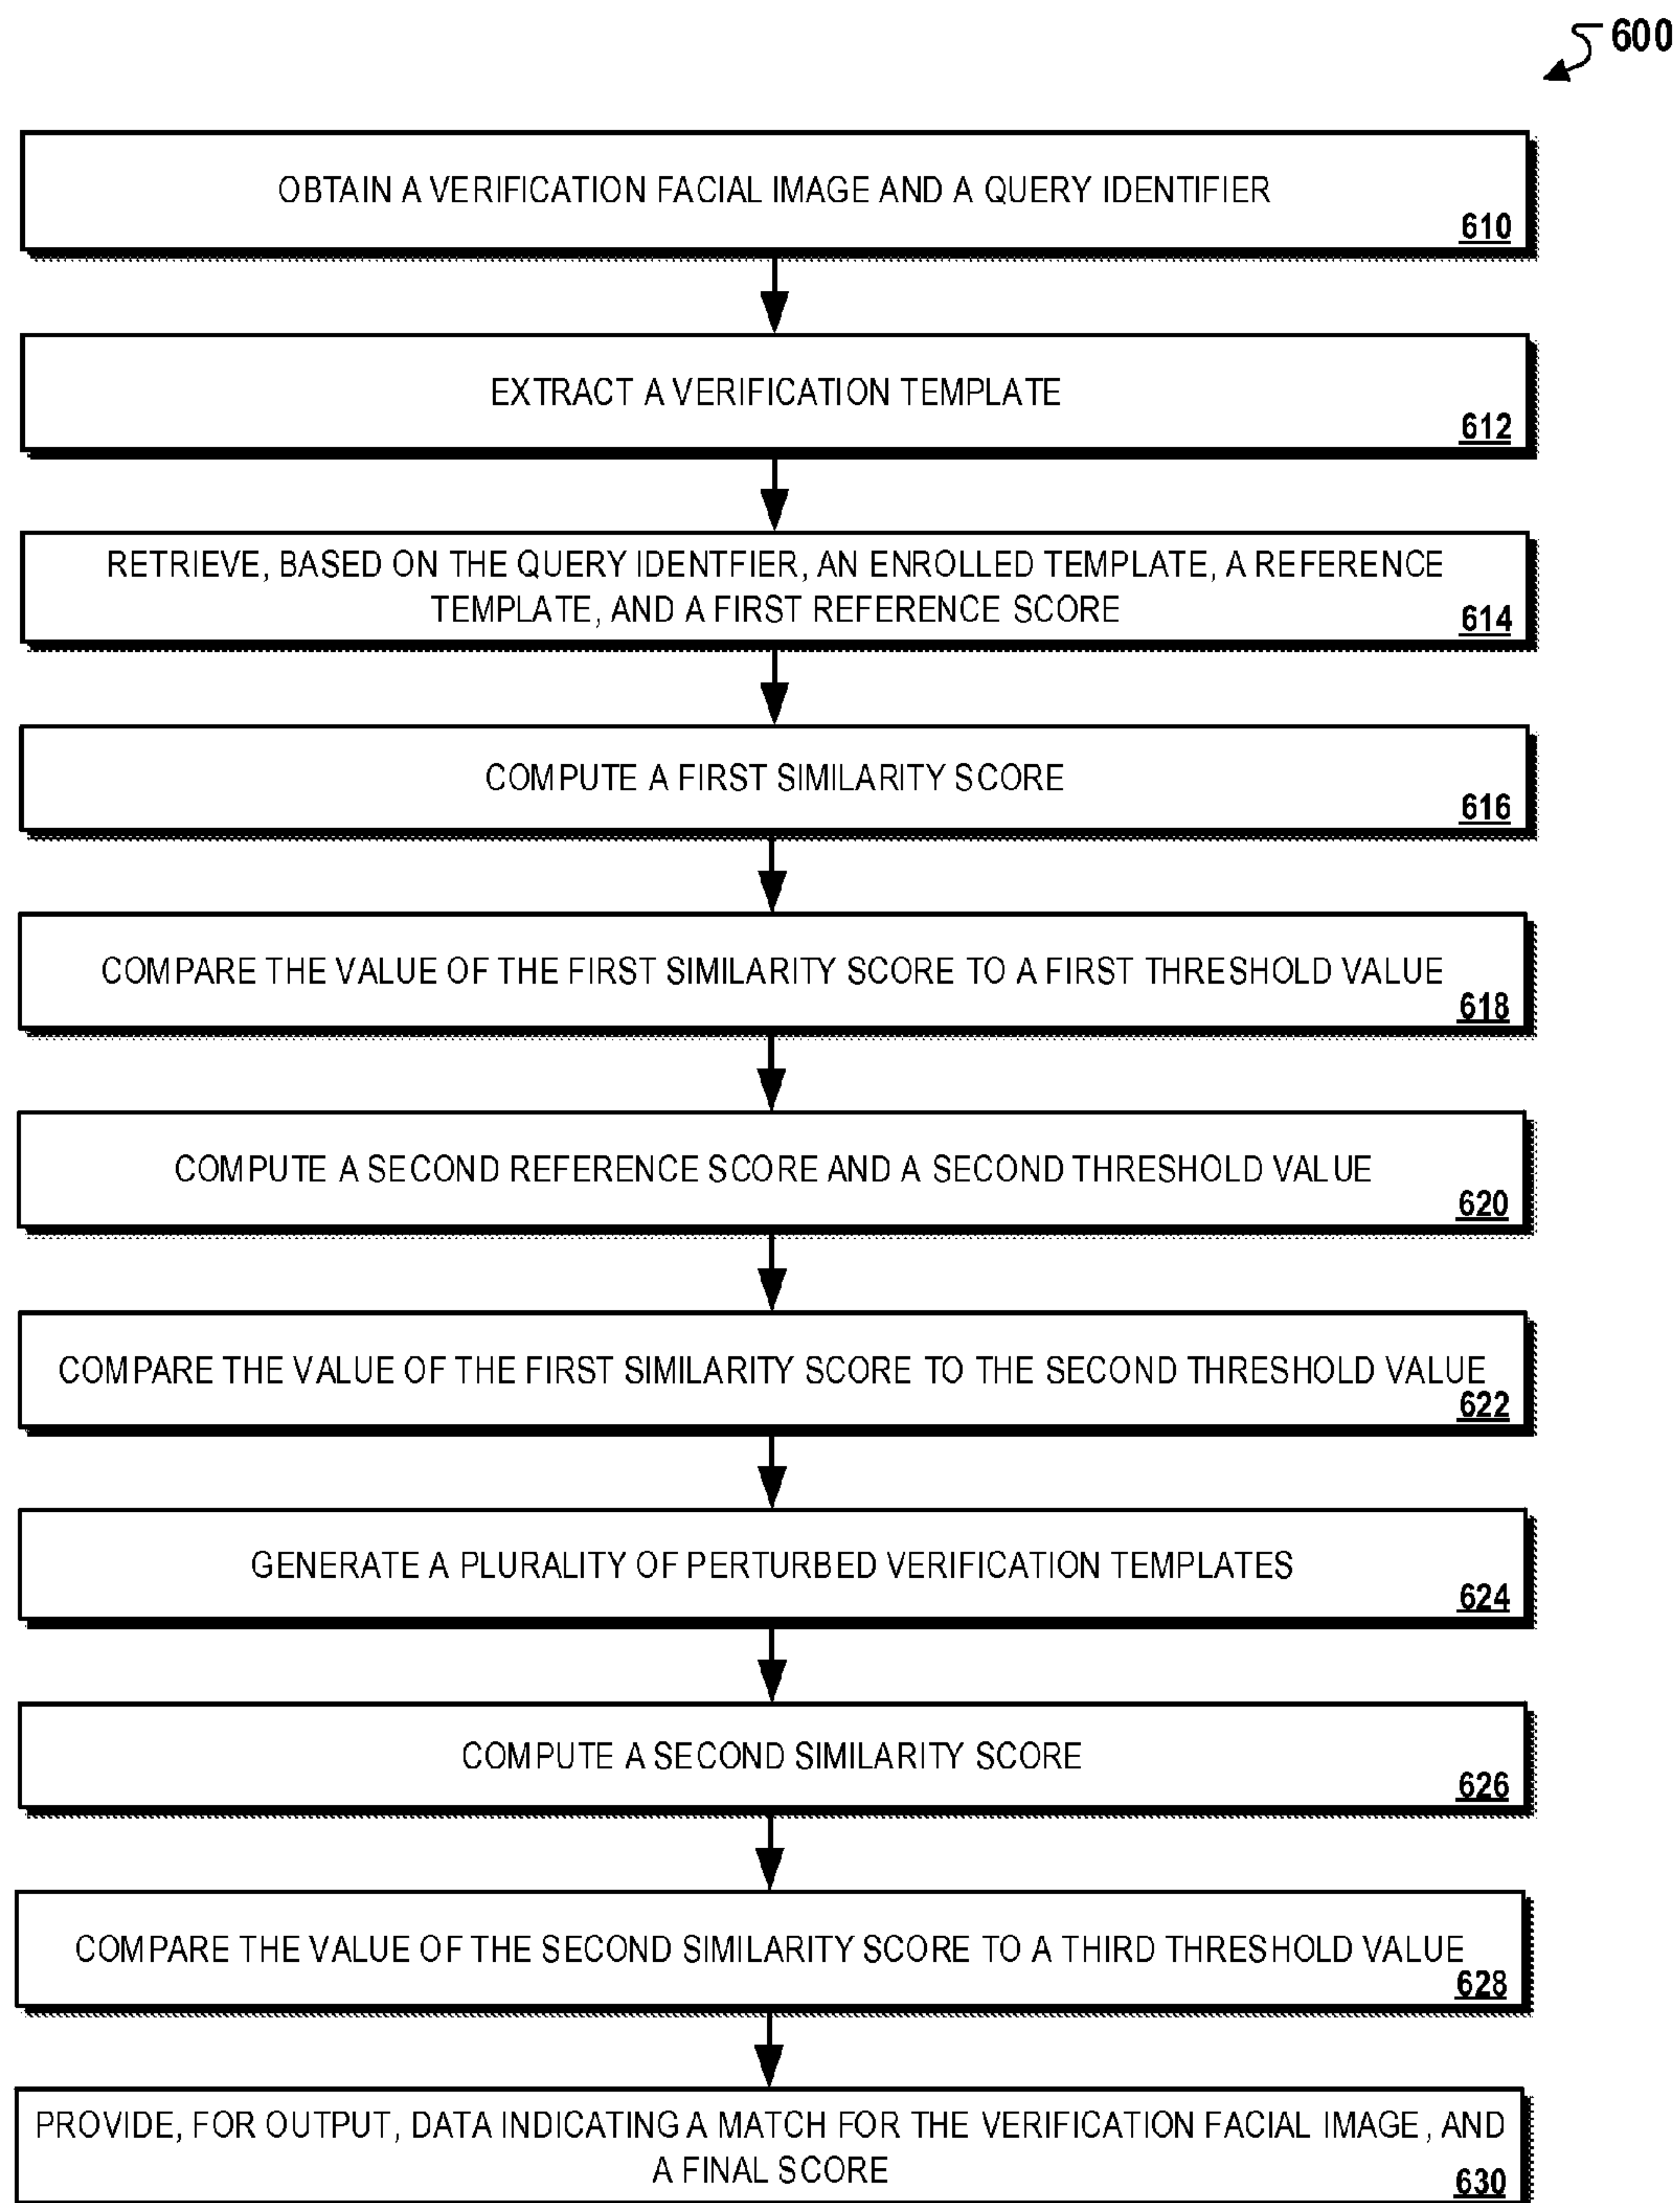 600
OBTAIN A VERIFICATION FACIAL IMAGE AND A QUERY IDENTIFIER
610
EXTRACT A VERIFICATION TEMPLATE
612
RETRIEVE, BASED ON THE QUERY IDENTFIER, AN ENROLLED TEMPLATE, A REFERENCE
TEMPLATE, AND A FIRST REFERENCE SCORE
614
COMPUTE A FIRST SIMILARITY SCORE
616
COMPARE THE VALUE OF THE FIRST SIMILARITY SCORE TO A FIRST THRESHOLD VALUE
618
COMPUTE A SECOND REFERENCE SCORE AND A SECOND THRESHOLD VALUE
620
COMPARE THE VALUE OF THE FIRST SIMILARITY SCORE TO THE SECOND THRESHOLD VALUE
622
GENERATE A PLURALITY OF PERTURBED VERIFICATION TEMPLATES
624
COMPUTE A SECOND SIMILARITY SCORE
626
COMPARE THE VALUE OF THE SECOND SIMILARITY SCORE TO A THIRD THRESHOLD VALUE
628
PROVIDE, FOR OUTPUT, DATA INDICATING A MATCH FOR THE VERIFICATION FACIAL IMAGE, AND
A FINAL SCORE
630